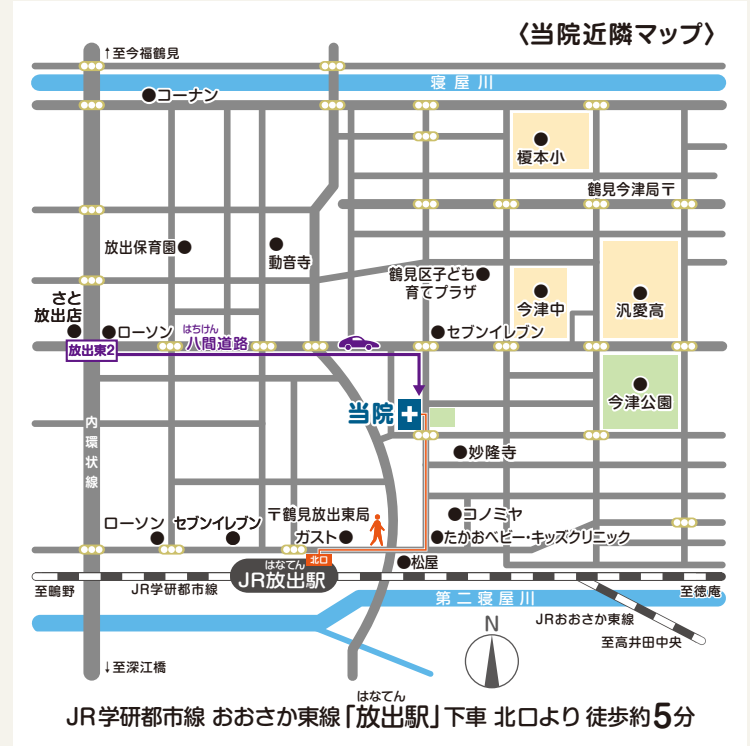 〈当院近隣マップ〉
↑至今福鶴見
寝屋川
コーナン
榎本小
鶴見今津局〒
放出保育園
動音寺
鶴見区子ども
育てプラザ
今津中
汎愛高
さと
放出店
ローソン
はちけん
八間道路
セブンイレブン
放出東2
今津公園
当院
内環状線
妙隆寺
ローソン
セブンイレブン
〒鶴見放出東局
ガスト
コノミヤ
たかおベビー・キッズクリニック
北口
松屋
はなてん
JR放出駅
至鴫野
JR学研都市線
第二寝屋川
至徳庵
JRおおさか東線
至高井田中央
N
↓至深江橋
はなてん
JR学研都市線 おおさか東線「放出駅」下車 北口より 徒歩約5分